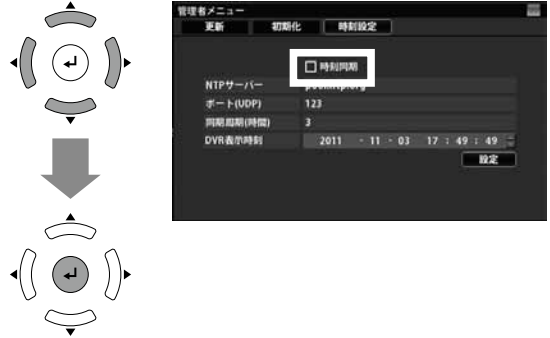 管理者メニュー
更新 初期化 時刻設定
時刻同期
NTPサーバー
ポート(UDP) 123
同期周期(時間) 3
DVR表示時刻 2011 - 11 - 03 17 : 49 : 49
設定